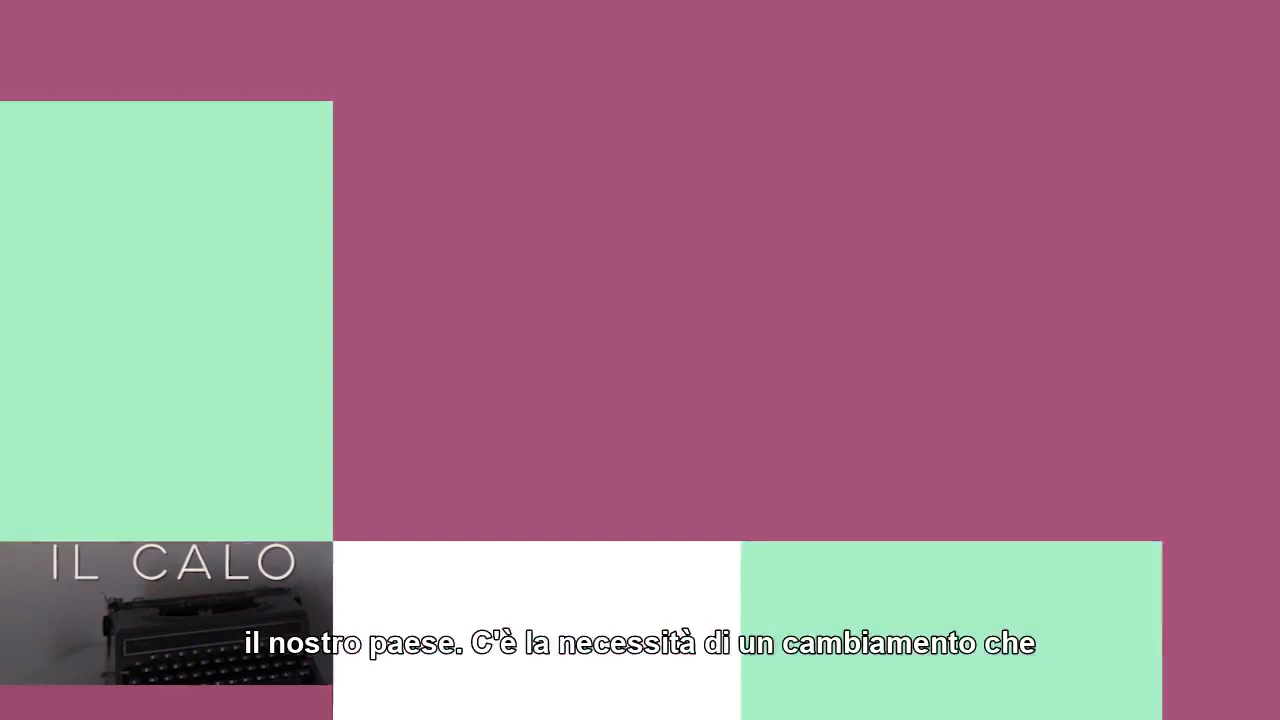 IL CALO
il nostro paese. C'è la necessità di un cambiamento che